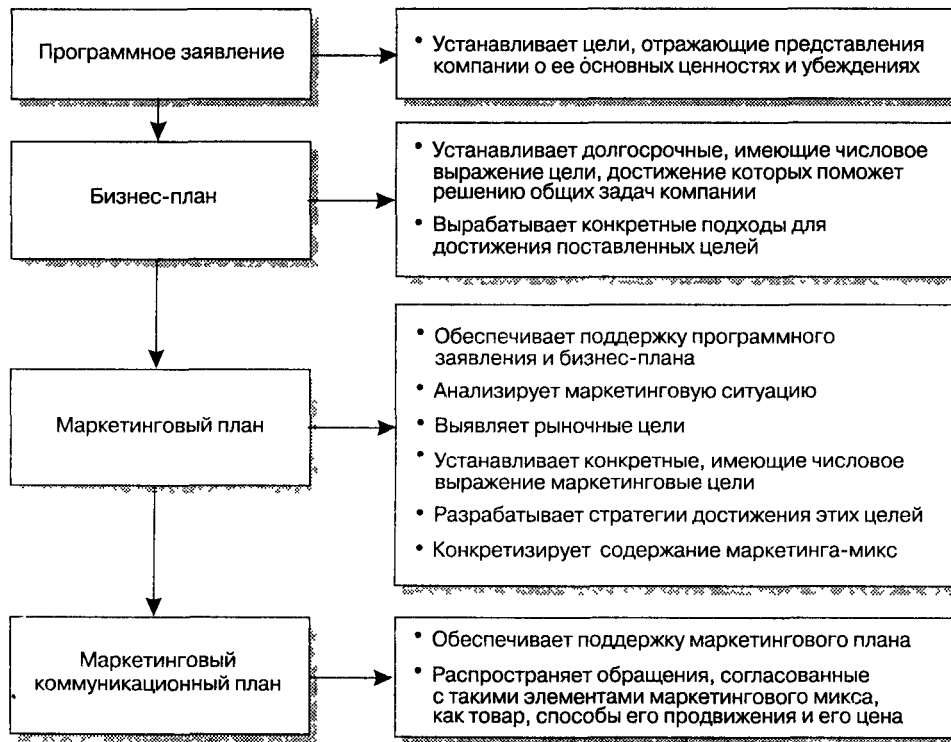 Программное заявление
• Устанавливает цели, отражающие представления
компании о ее основных ценностях и убеждениях
Бизнес-план
• Устанавливает долгосрочные, имеющие числовое
выражение цели, достижение которых поможет
решению общих задач компании
• Вырабатывает конкретные подходы для
достижения поставленных целей
Маркетинговый план
• Обеспечивает поддержку программного
заявления и бизнес-плана
• Анализирует маркетинговую ситуацию
• Выявляет рыночные цели
• Устанавливает конкретные, имеющие числовое
выражение маркетинговые цели
• Разрабатывает стратегии достижения этих целей
• Конкретизирует содержание маркетинга-микс
Маркетинговый
коммуникационный план
• Обеспечивает поддержку маркетингового плана
• Распространяет обращения, согласованные
с такими элементами маркетингового микса,
как товар, способы его продвижения и его цена